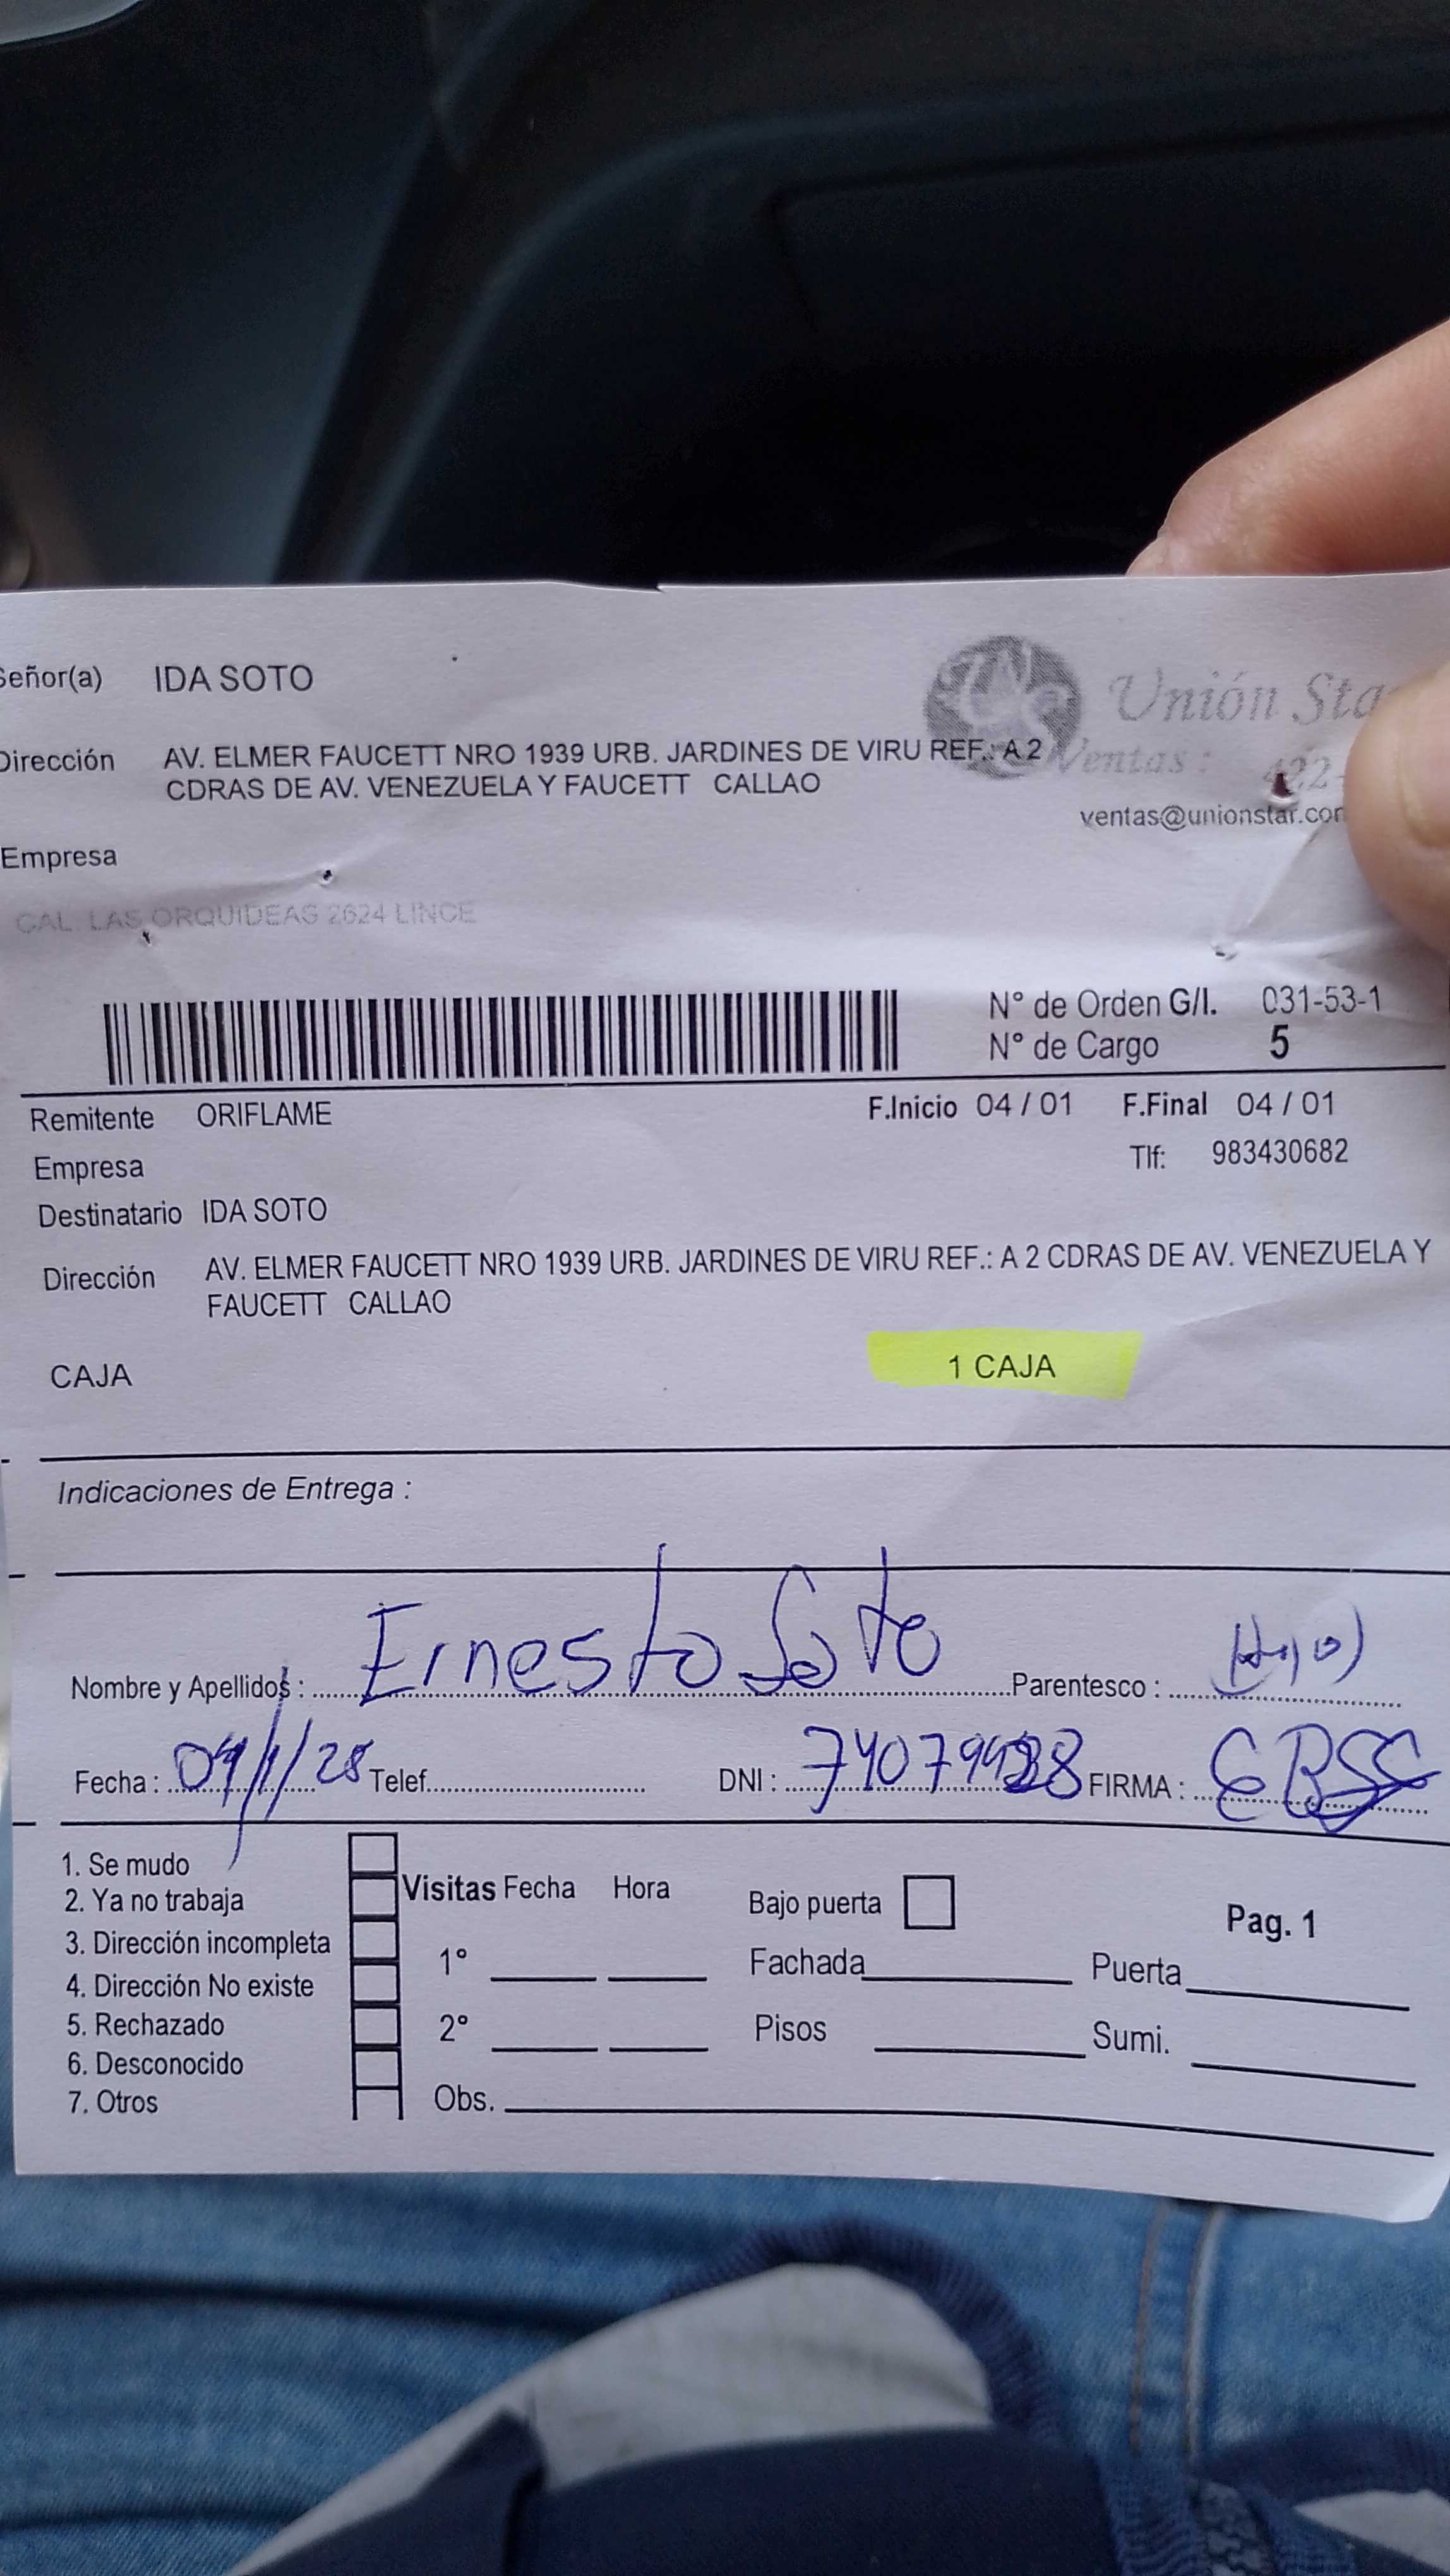 Señor(a) IDA SOTO
Unión Sta
Dirección AV. ELMER FAUCETT NRO 1939 URB. JARDINES DE VIRU REF.: A 2
CDRAS DE AV. VENEZUELA Y FAUCETT CALLAO
Ventas : 422-
ventas@unionstar.com
Empresa
CAL. LAS ORQUIDEAS 2624 LINCE
N° de Orden G/I. 031-53-1
N° de Cargo 5
Remitente ORIFLAME F.Inicio 04 / 01 F.Final 04 / 01
Empresa Tlf: 983430682
Destinatario IDA SOTO
Dirección AV. ELMER FAUCETT NRO 1939 URB. JARDINES DE VIRU REF.: A 2 CDRAS DE AV. VENEZUELA Y
FAUCETT CALLAO
CAJA 1 CAJA
Indicaciones de Entrega :
Nombre y Apellidos : Ernesto Soto Parentesco : Hijo
Fecha : Telef. DNI : FIRMA :
1. Se mudo
2. Ya no trabaja
3. Dirección incompleta
4. Dirección No existe
5. Rechazado
6. Desconocido
7. Otros
Visitas Fecha Hora
1°
2°
Obs.
Bajo puerta
Fachada Puerta
Pisos Sumi.
Pag. 1